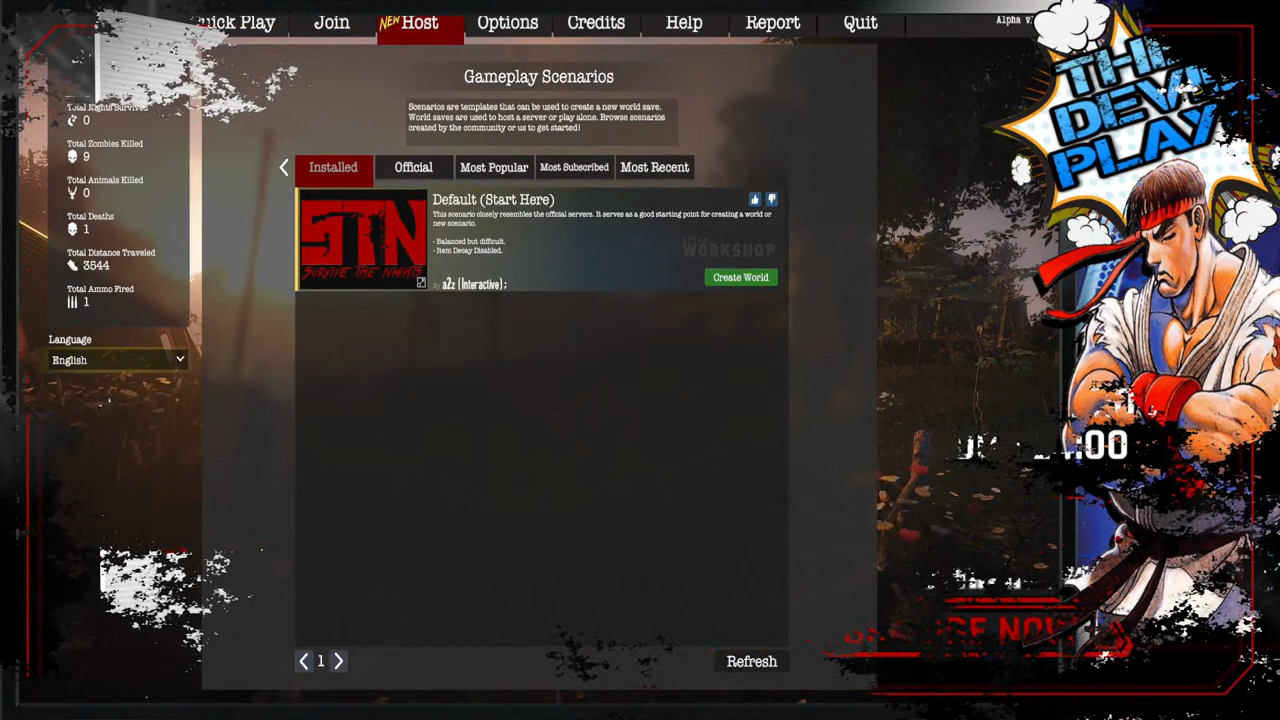 Quick Play Join NEW Host Options Credits Help Report Quit
Alpha
Total Nights Survived
0
Total Zombies Killed
9
Total Animals Killed
0
Total Deaths
1
Total Distance Traveled
3544
Total Ammo Fired
1
Language
English
Gameplay Scenarios
Scenarios are templates that can be used to create a new world save.
World saves are used to host a server or play alone. Browse scenarios
created by the community or us to get started!
Installed Official Most Popular Most Subscribed Most Recent
Default (Start Here)
This scenario closely resembles the official servers. It serves as a good starting point for creating a world or
new scenario.
- Balanced but difficult.
- Item Decay Disabled.
WORKSHOP
By a2z (Interactive);
Create World
STN
SURVIVE THE NIGHTS
1
Refresh
DEVI
PLAY
:00
NOW